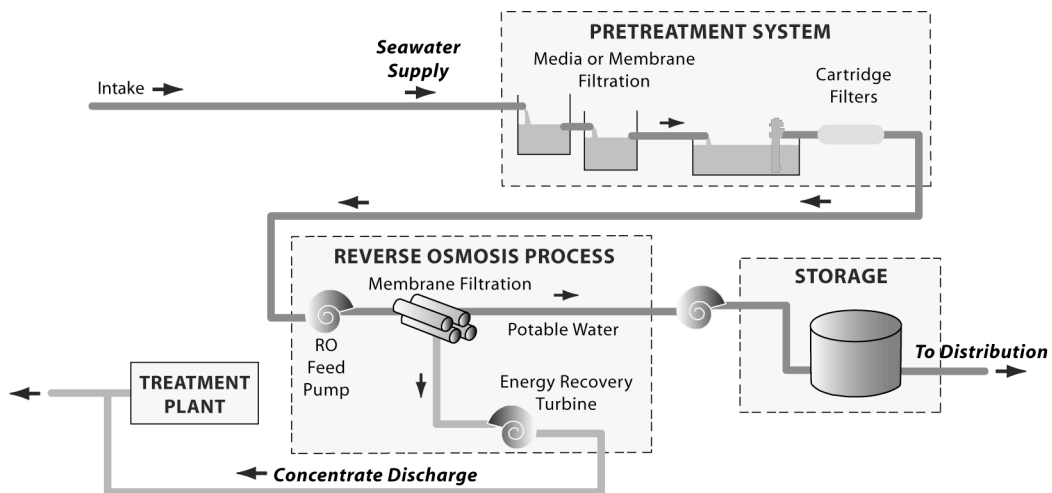 PRETREATMENT SYSTEM
Seawater
Supply
Media or Membrane
Filtration
Cartridge
Filters
Intake
REVERSE OSMOSIS PROCESS
Membrane Filtration
Potable Water
RO
Feed
Pump
Energy Recovery
Turbine
STORAGE
To Distribution
TREATMENT
PLANT
Concentrate Discharge